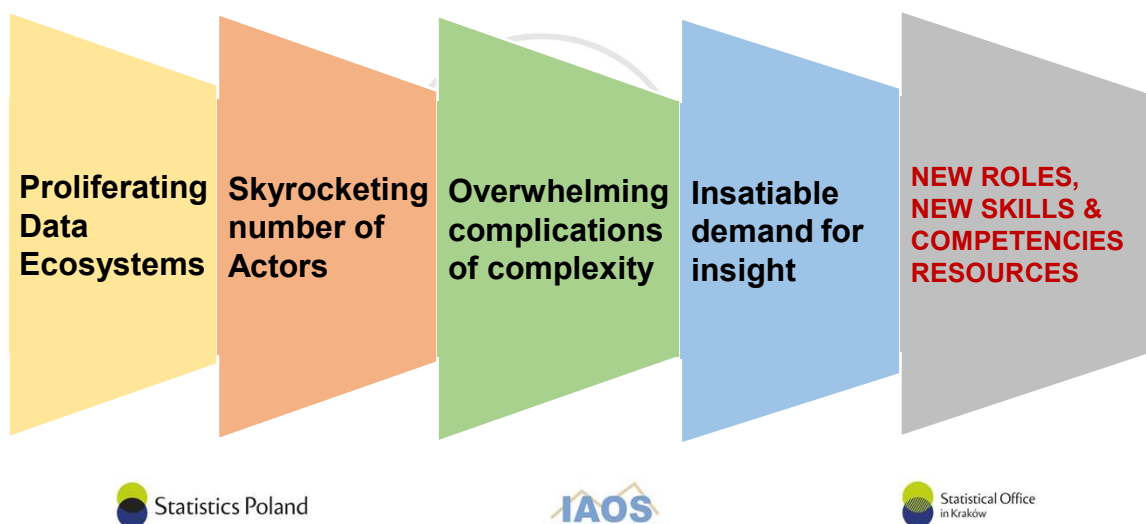 Proliferating
Data
Ecosystems
Skyrocketing
number of
Actors
Overwhelming
complications
of complexity
Insatiable
demand for
insight
NEW ROLES,
NEW SKILLS &
COMPETENCIES
RESOURCES
Statistics Poland
IAOS
Statistical Office
in Kraków